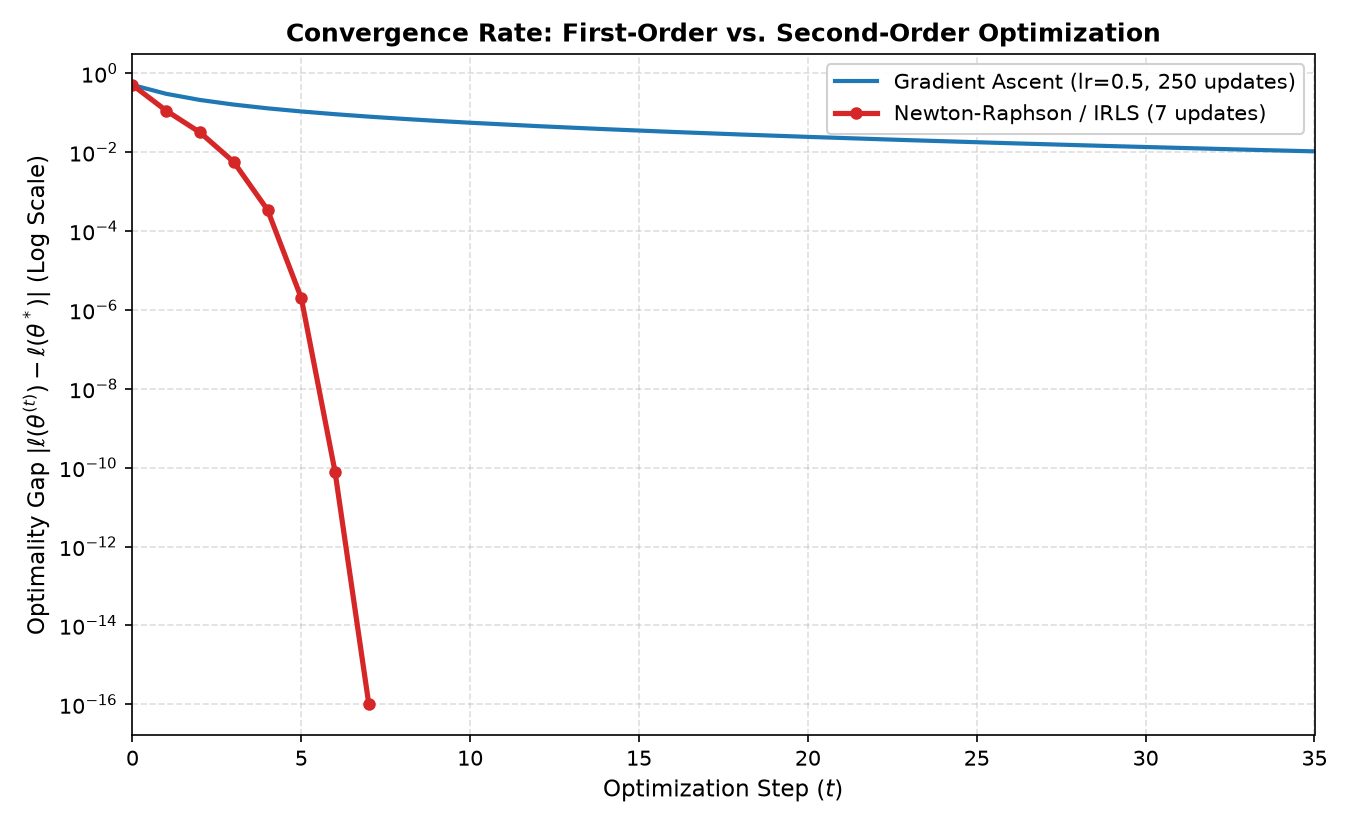 Convergence Rate: First-Order vs. Second-Order Optimization
Optimality Gap |ℓ(θ⁽ᵗ⁾) − ℓ(θ*)| (Log Scale)
10⁰
10⁻²
10⁻⁴
10⁻⁶
10⁻⁸
10⁻¹⁰
10⁻¹²
10⁻¹⁴
10⁻¹⁶
Gradient Ascent (lr=0.5, 250 updates)
Newton-Raphson / IRLS (7 updates)
0 5 10 15 20 25 30 35
Optimization Step (t)